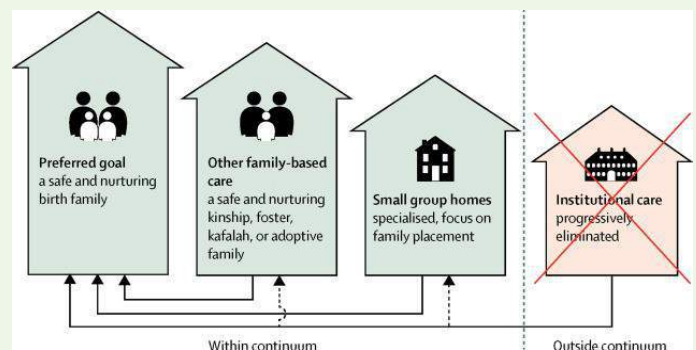 Preferred goal
a safe and nurturing
birth family
Other family-based
care
a safe and nurturing
kinship, foster,
kafalah, or adoptive
family
Small group homes
specialised, focus on
family placement
Institutional care
progressively
eliminated
Within continuum
Outside continuum